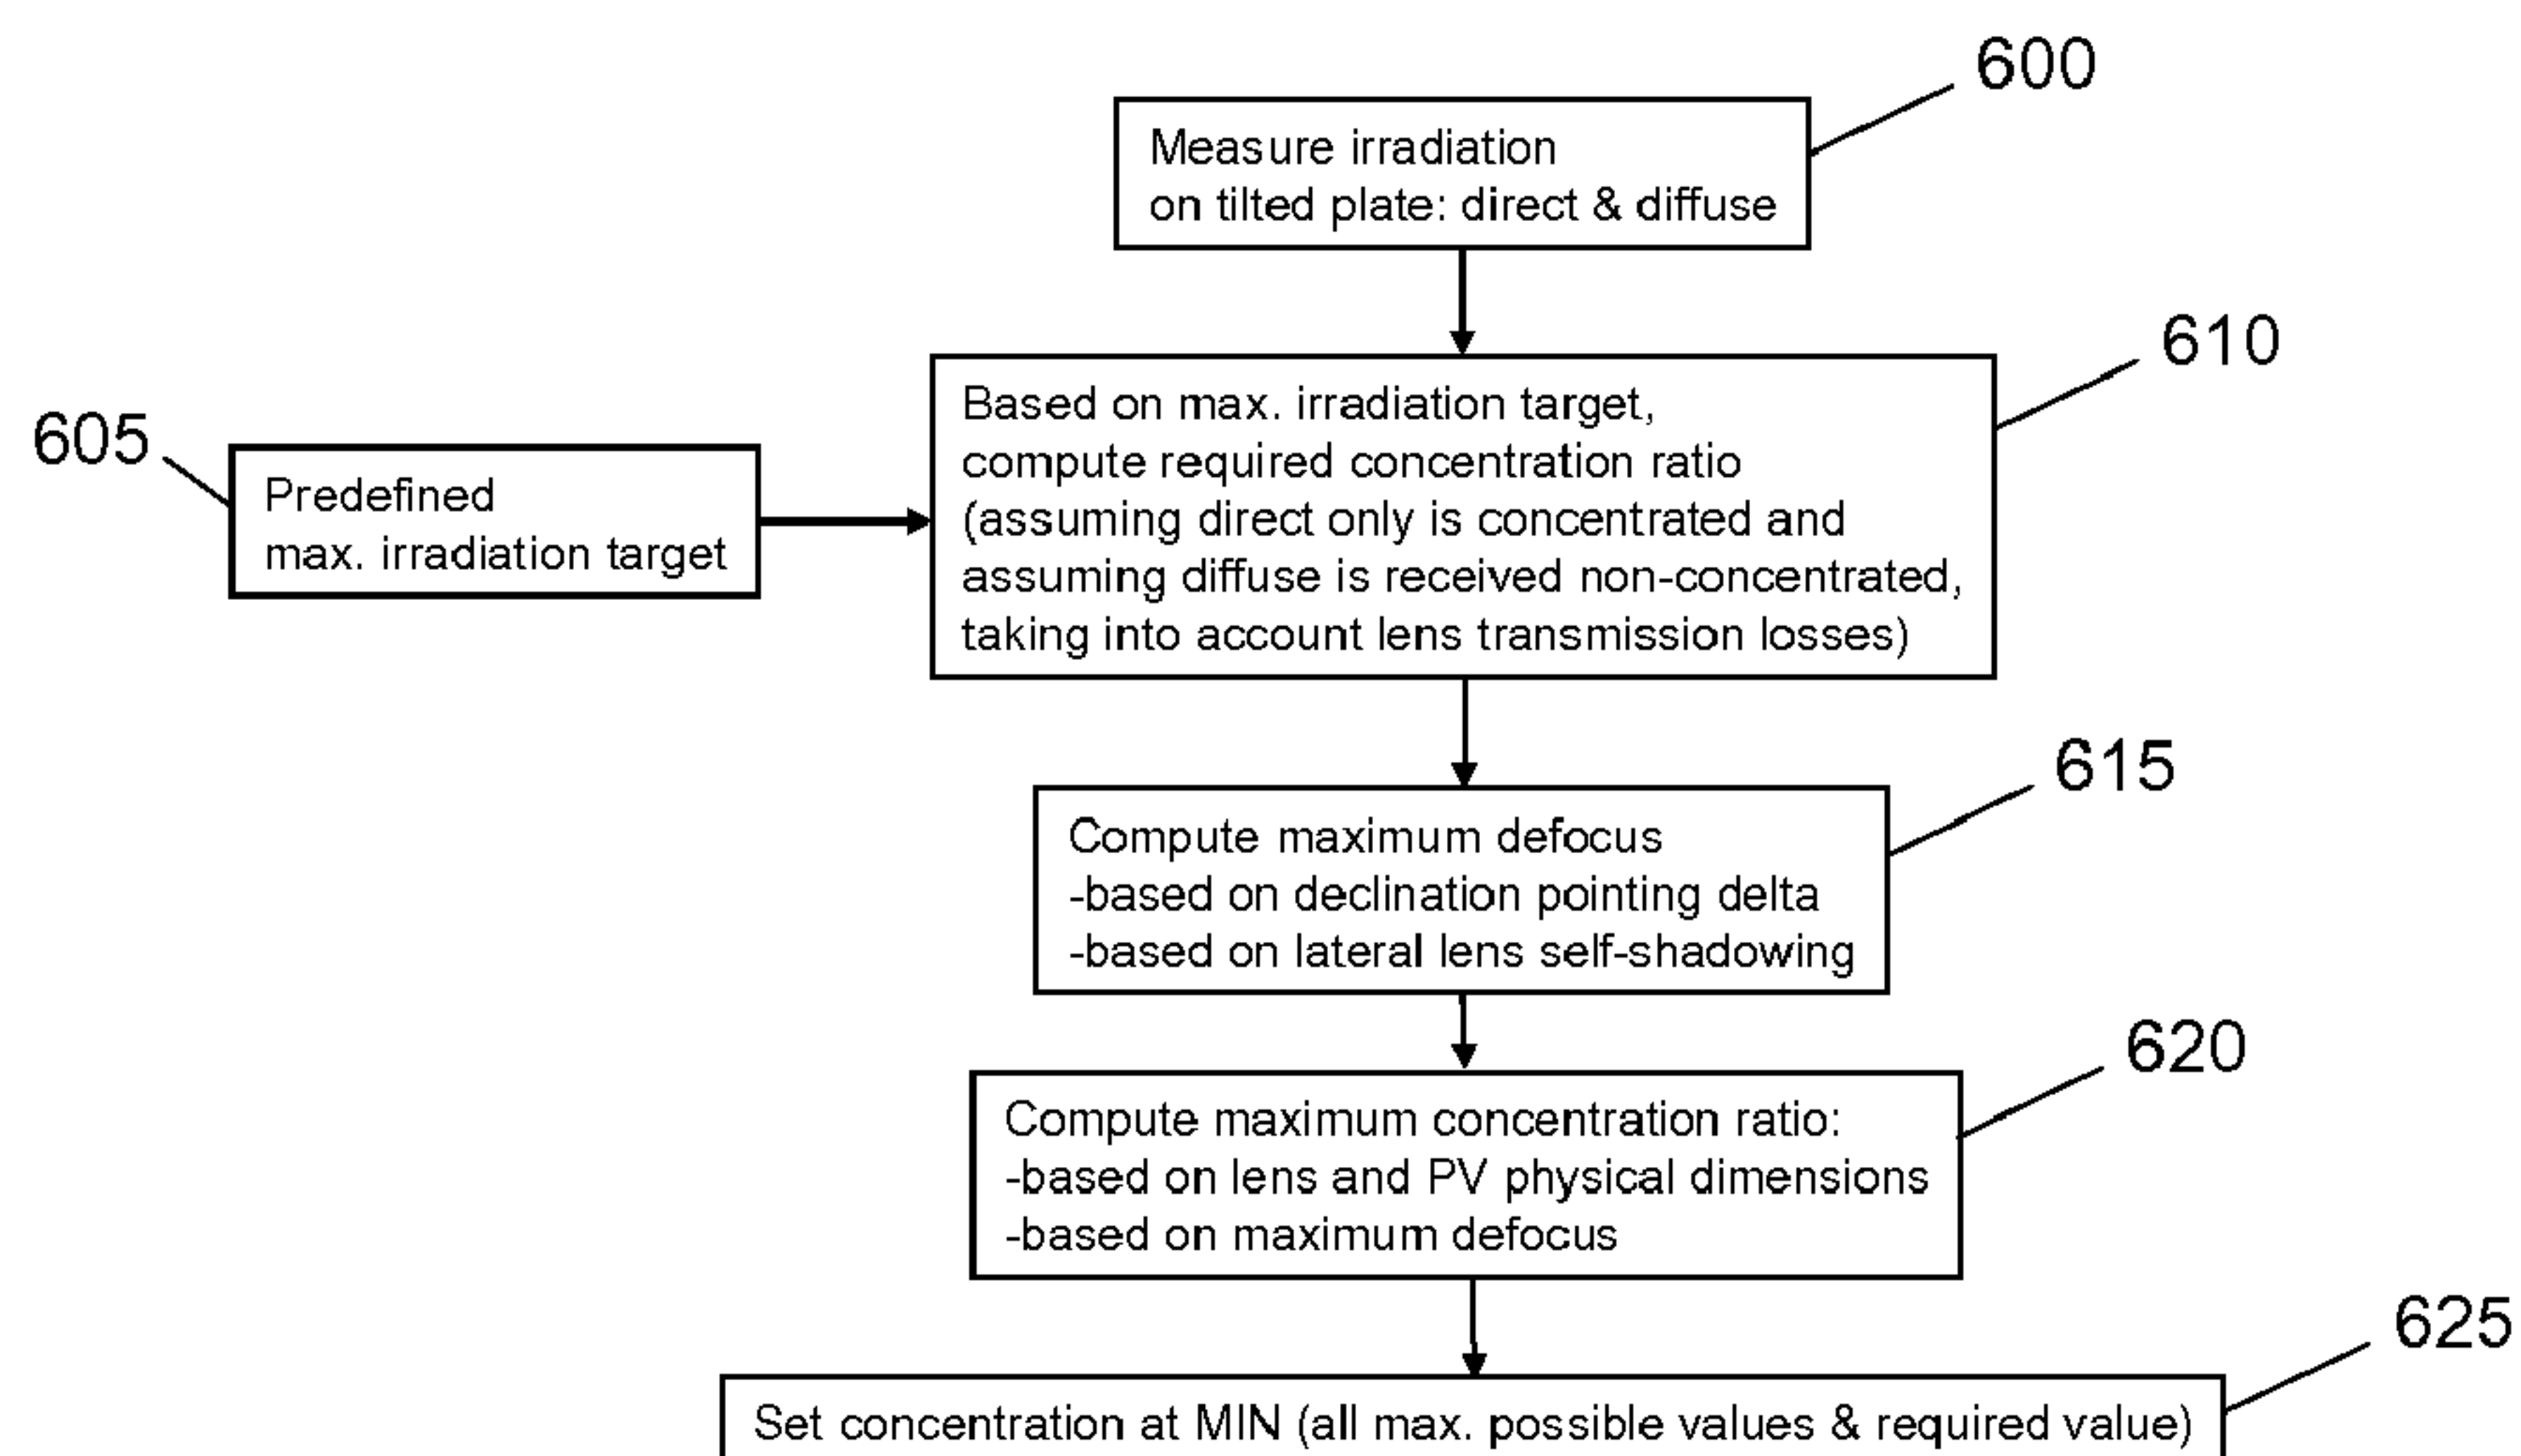 600
Measure irradiation
on tilted plate: direct & diffuse
610
605
Predefined
max. irradiation target
Based on max. irradiation target,
compute required concentration ratio
(assuming direct only is concentrated and
assuming diffuse is received non-concentrated,
taking into account lens transmission losses)
615
Compute maximum defocus
-based on declination pointing delta
-based on lateral lens self-shadowing
620
Compute maximum concentration ratio:
-based on lens and PV physical dimensions
-based on maximum defocus
625
Set concentration at MIN (all max. possible values & required value)